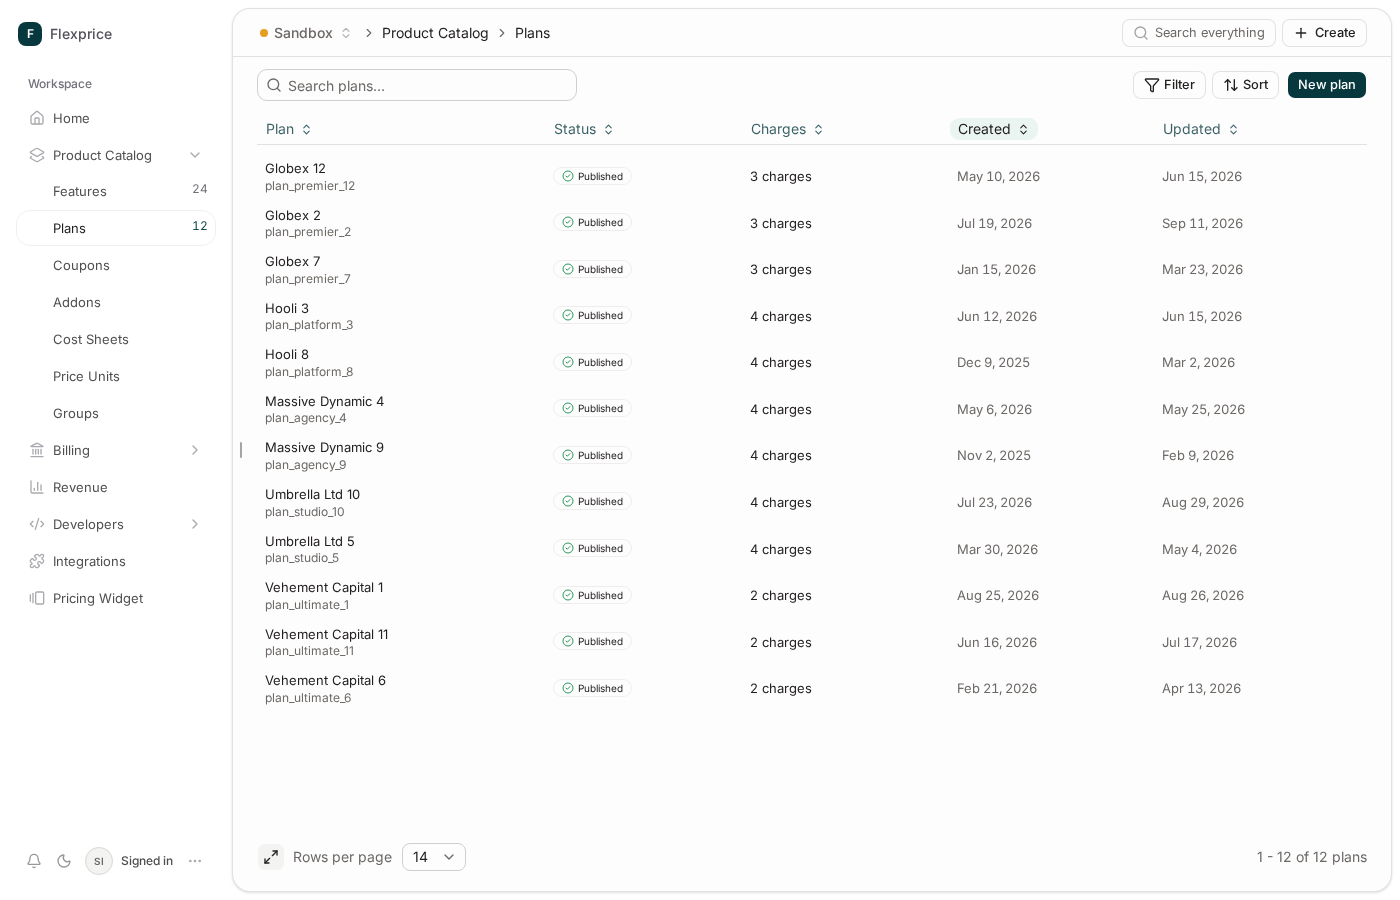 F Flexprice
Workspace
Home
Product Catalog
Features 24
Plans 12
Coupons
Addons
Cost Sheets
Price Units
Groups
Billing
Revenue
Developers
Integrations
Pricing Widget
SI Signed in
Sandbox Product Catalog Plans
Search everything
Create
Search plans...
Filter Sort New plan
Plan Status Charges Created Updated
Globex 12
plan_premier_12
Published 3 charges May 10, 2026 Jun 15, 2026
Globex 2
plan_premier_2
Published 3 charges Jul 19, 2026 Sep 11, 2026
Globex 7
plan_premier_7
Published 3 charges Jan 15, 2026 Mar 23, 2026
Hooli 3
plan_platform_3
Published 4 charges Jun 12, 2026 Jun 15, 2026
Hooli 8
plan_platform_8
Published 4 charges Dec 9, 2025 Mar 2, 2026
Massive Dynamic 4
plan_agency_4
Published 4 charges May 6, 2026 May 25, 2026
Massive Dynamic 9
plan_agency_9
Published 4 charges Nov 2, 2025 Feb 9, 2026
Umbrella Ltd 10
plan_studio_10
Published 4 charges Jul 23, 2026 Aug 29, 2026
Umbrella Ltd 5
plan_studio_5
Published 4 charges Mar 30, 2026 May 4, 2026
Vehement Capital 1
plan_ultimate_1
Published 2 charges Aug 25, 2026 Aug 26, 2026
Vehement Capital 11
plan_ultimate_11
Published 2 charges Jun 16, 2026 Jul 17, 2026
Vehement Capital 6
plan_ultimate_6
Published 2 charges Feb 21, 2026 Apr 13, 2026
Rows per page 14
1 - 12 of 12 plans